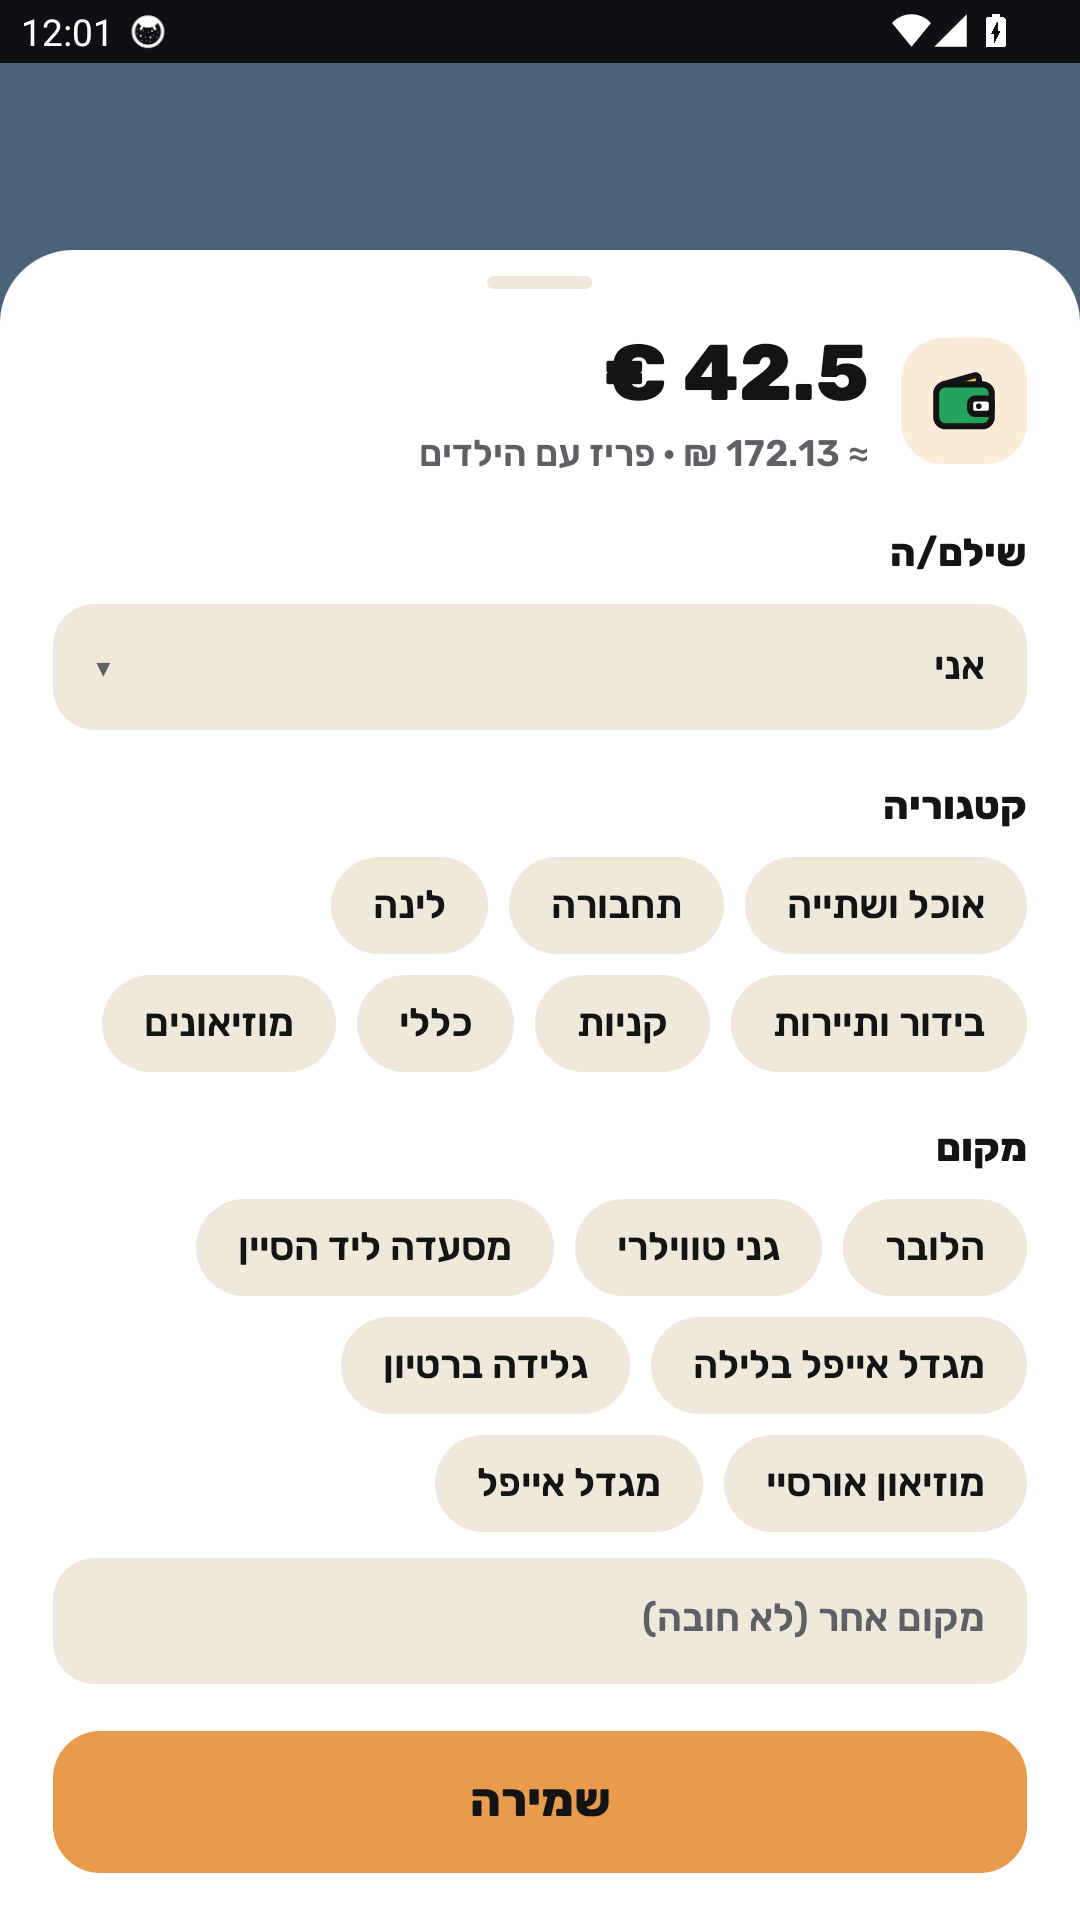 12:01
42.5 €
≈ 172.13 ₪ • פריז עם הילדים
שילם/ה
אני
קטגוריה
אוכל ושתייה תחבורה לינה
בידור ותיירות קניות כללי מוזיאונים
מקום
הלובר גני טווילרי מסעדה ליד הסיין
מגדל אייפל בלילה גלידה ברטיון
מוזיאון אורסיי מגדל אייפל
מקום אחר (לא חובה)
שמירה